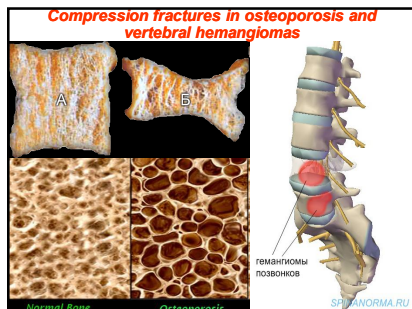 Compression fractures in osteoporosis and
vertebral hemangiomas
А
Б
гемангиомы
позвонков
Normal Bone
Osteoporosis
SPINANORMA.RU